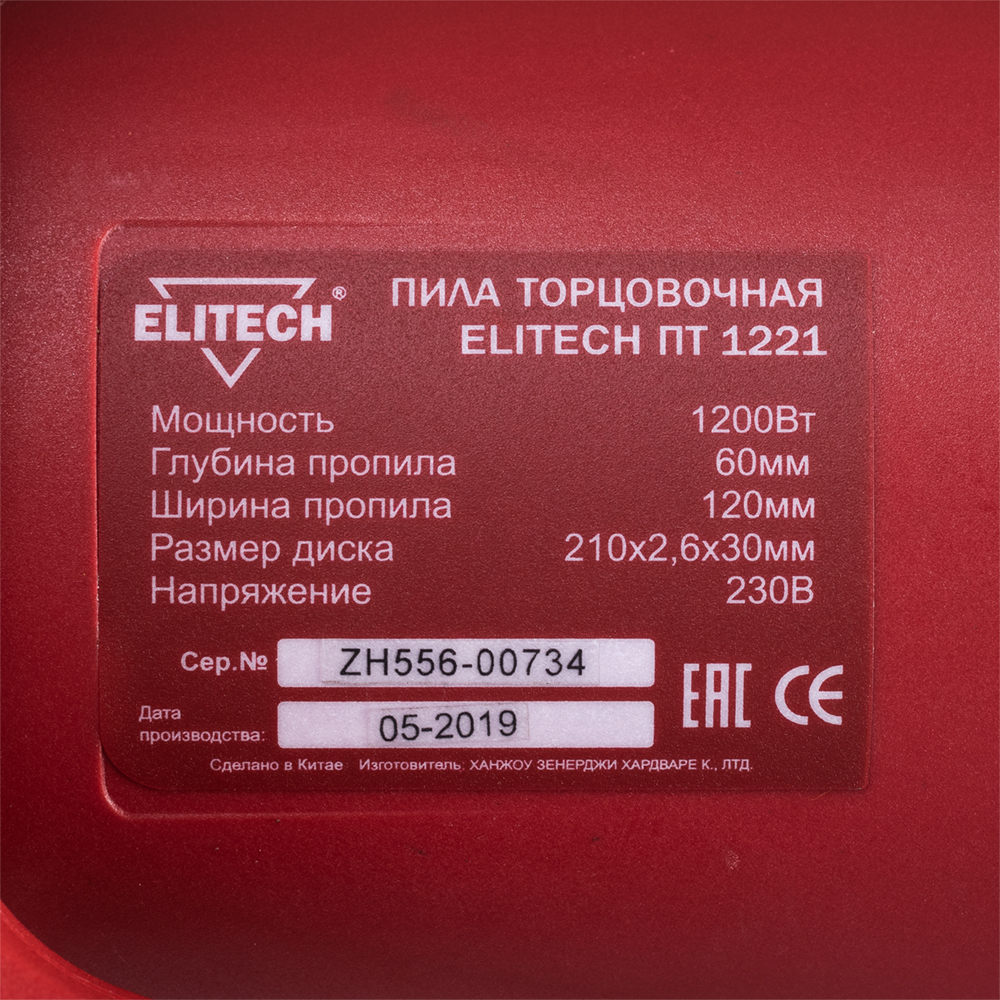 ELITECH®
ПИЛА ТОРЦОВОЧНАЯ
ELITECH ПТ 1221
Мощность 1200Вт
Глубина пропила 60мм
Ширина пропила 120мм
Размер диска 210х2,6х30мм
Напряжение 230В
Сер.№ ZH556-00734
Дата
производства: 05-2019
EAC CE
Сделано в Китае Изготовитель: ХАНЖОУ ЗЕНЕРДЖИ ХАРДВАРЕ К., ЛТД.